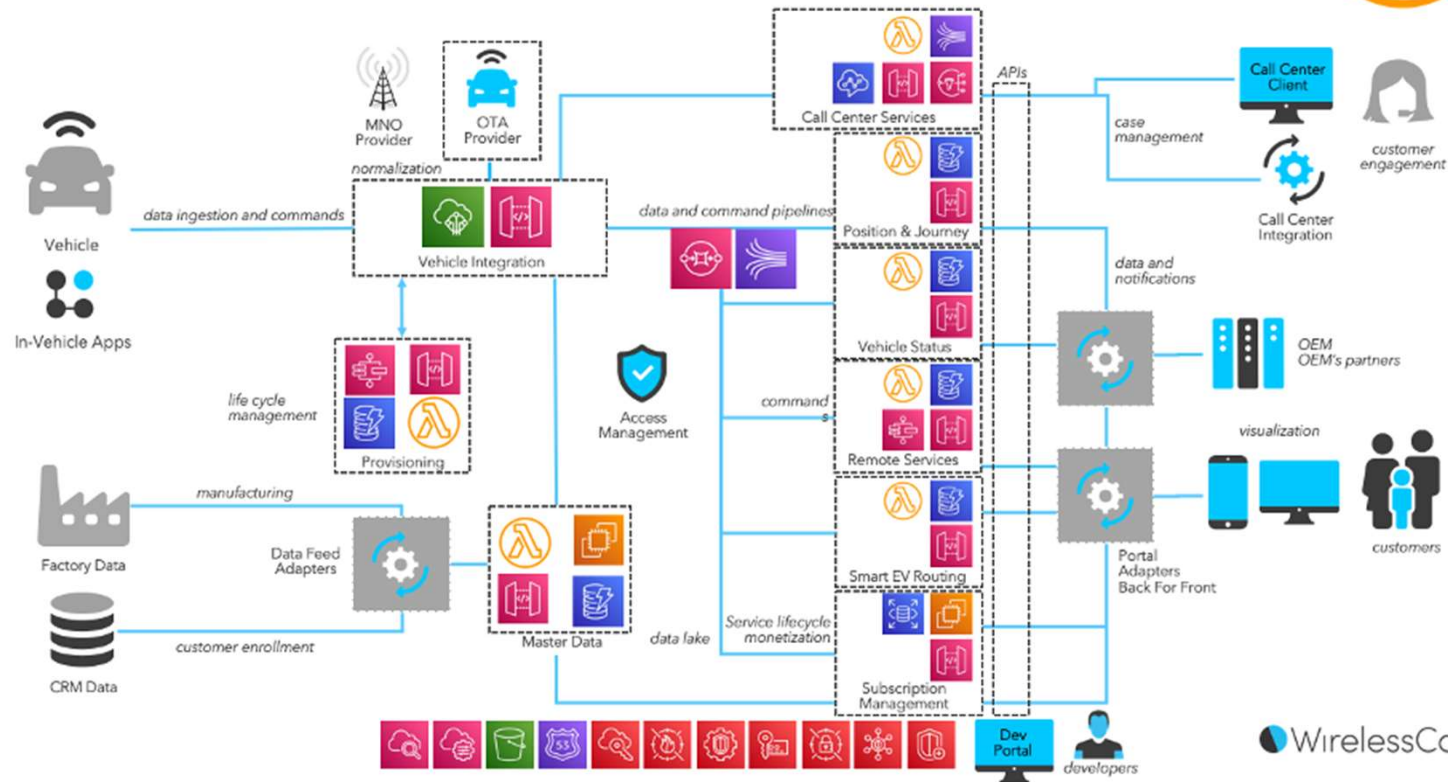 MNO
Provider
OTA
Provider
normalization
Vehicle
In-Vehicle Apps
data ingestion and commands
Vehicle Integration
data and command pipelines
Call Center Services
APIs
Call Center
Client
case
management
customer
engagement
Call Center
Integration
Position & Journey
data and
notifications
Vehicle Status
OEM
OEM's partners
life cycle
management
Provisioning
Access
Management
command
s
Remote Services
visualization
customers
Factory Data
manufacturing
Data Feed
Adapters
Smart EV Routing
Portal
Adapters
Back For Front
CRM Data
customer enrollment
Master Data
data lake
Service lifecycle
monetization
Subscription
Management
53
Dev
Portal
developers
WirelessCa